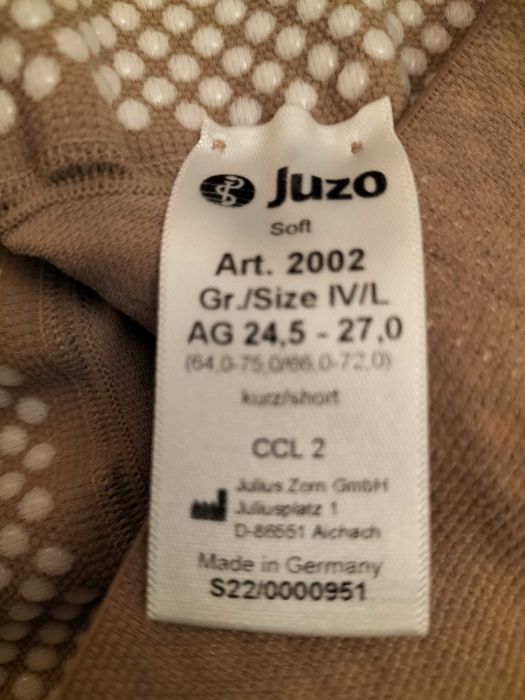 Juzo
Soft
Art. 2002
Gr./Size IV/L
AG 24,5 - 27,0
(64,0-75,0/66,0-72,0)
kurz/short
CCL 2
Julius Zorn GmbH
Juliusplatz 1
D-86551 Aichach
Made in Germany
S22/0000951